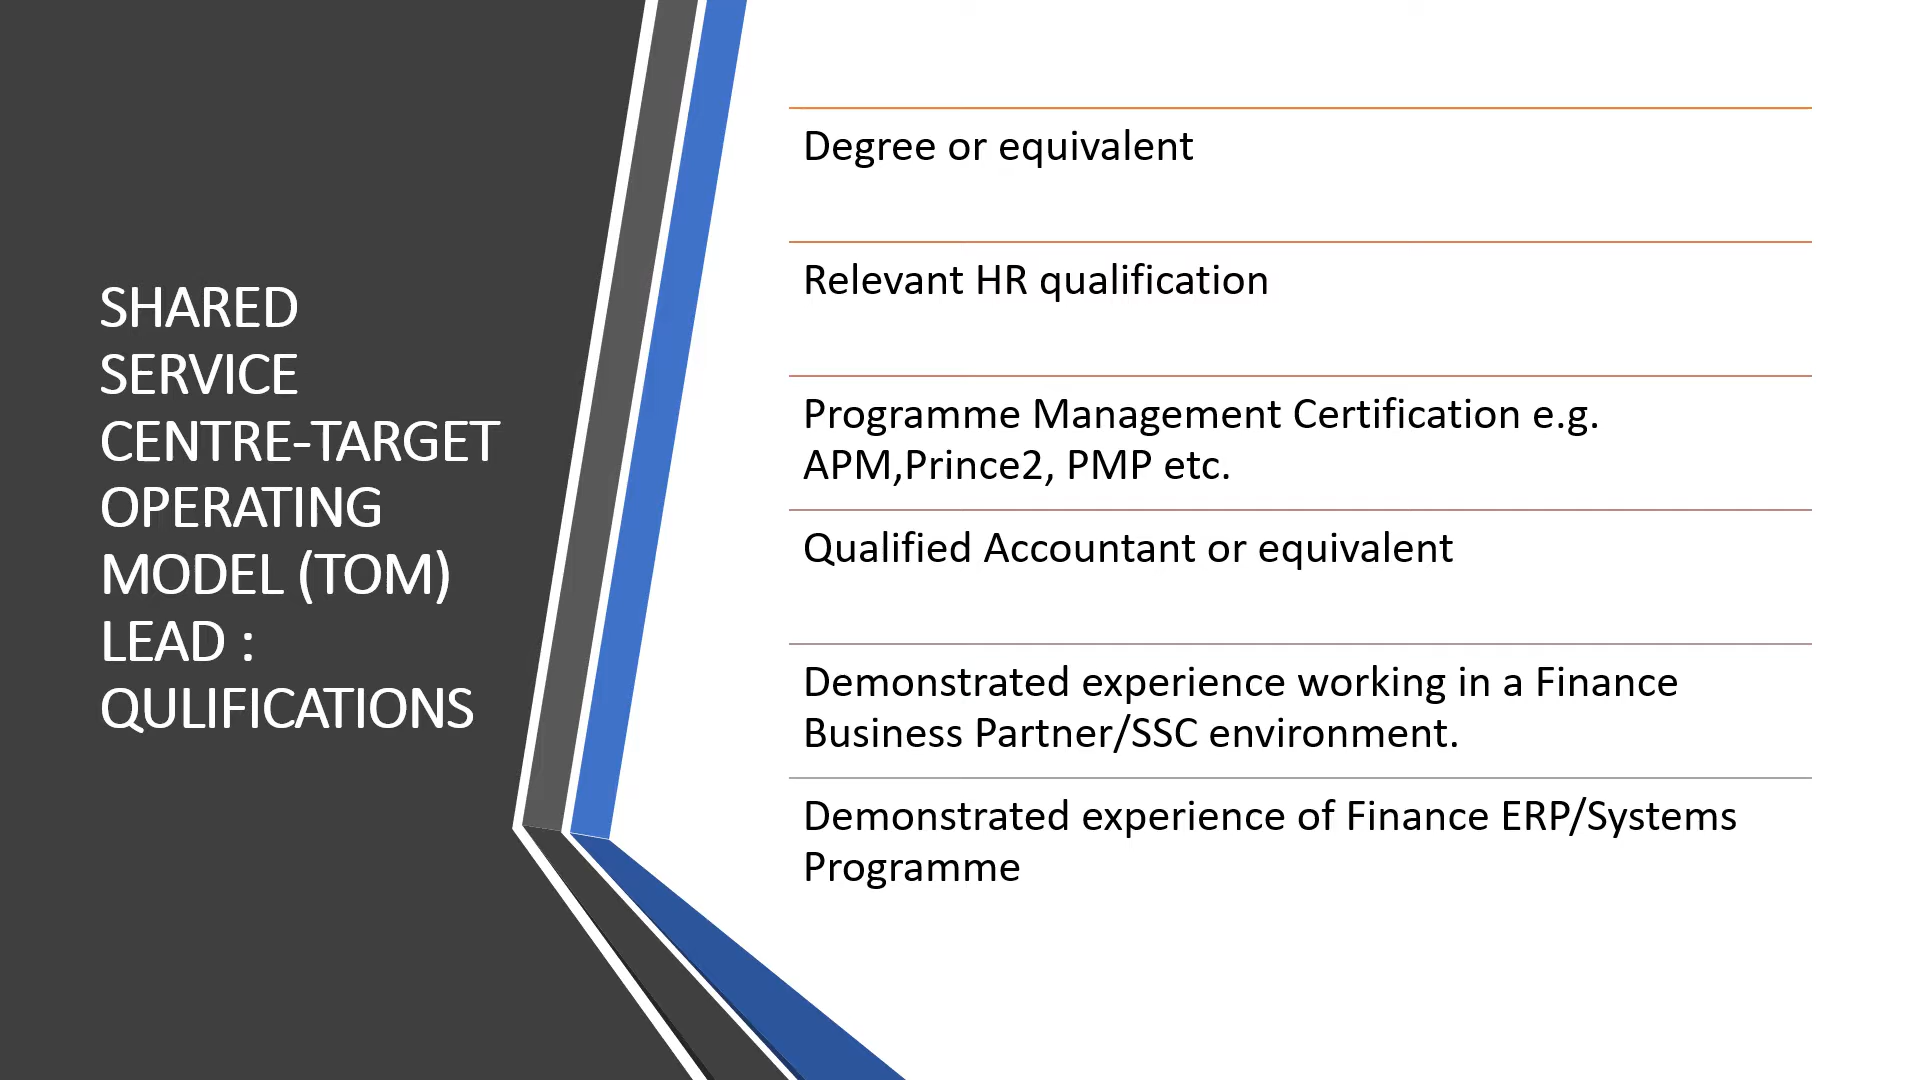 SHARED
SERVICE
CENTRE-TARGET
OPERATING
MODEL (TOM)
LEAD :
QULIFICATIONS
Degree or equivalent
Relevant HR qualification
Programme Management Certification e.g.
APM,Prince2, PMP etc.
Qualified Accountant or equivalent
Demonstrated experience working in a Finance
Business Partner/SSC environment.
Demonstrated experience of Finance ERP/Systems
Programme